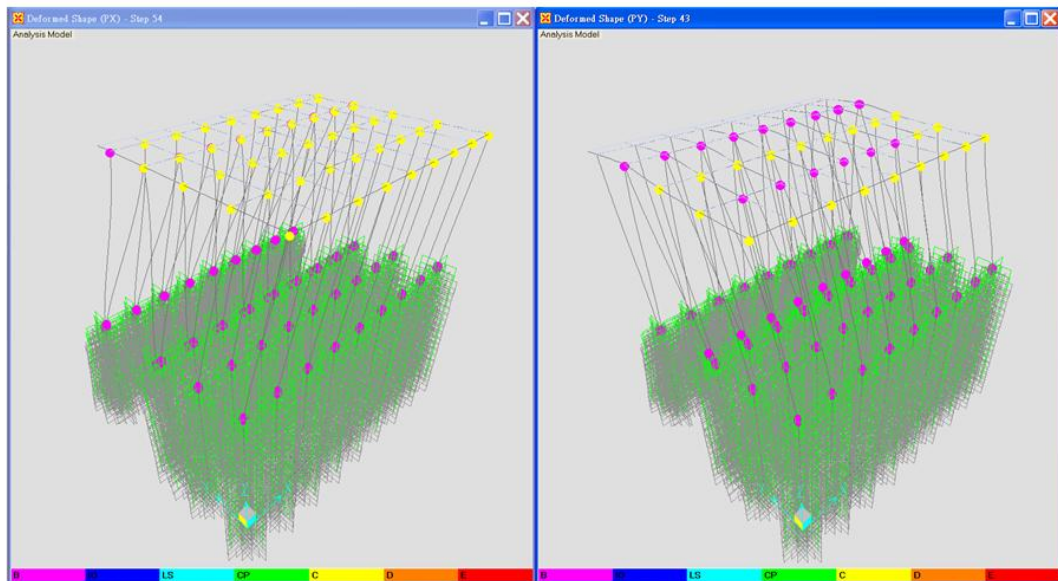 Deformed Shape (PX) - Step 54
Analysis Model
B
LS
CP
C
D
E
Deformed Shape (PY) - Step 43
Analysis Model
Z
B
LS
CP
C
D
E